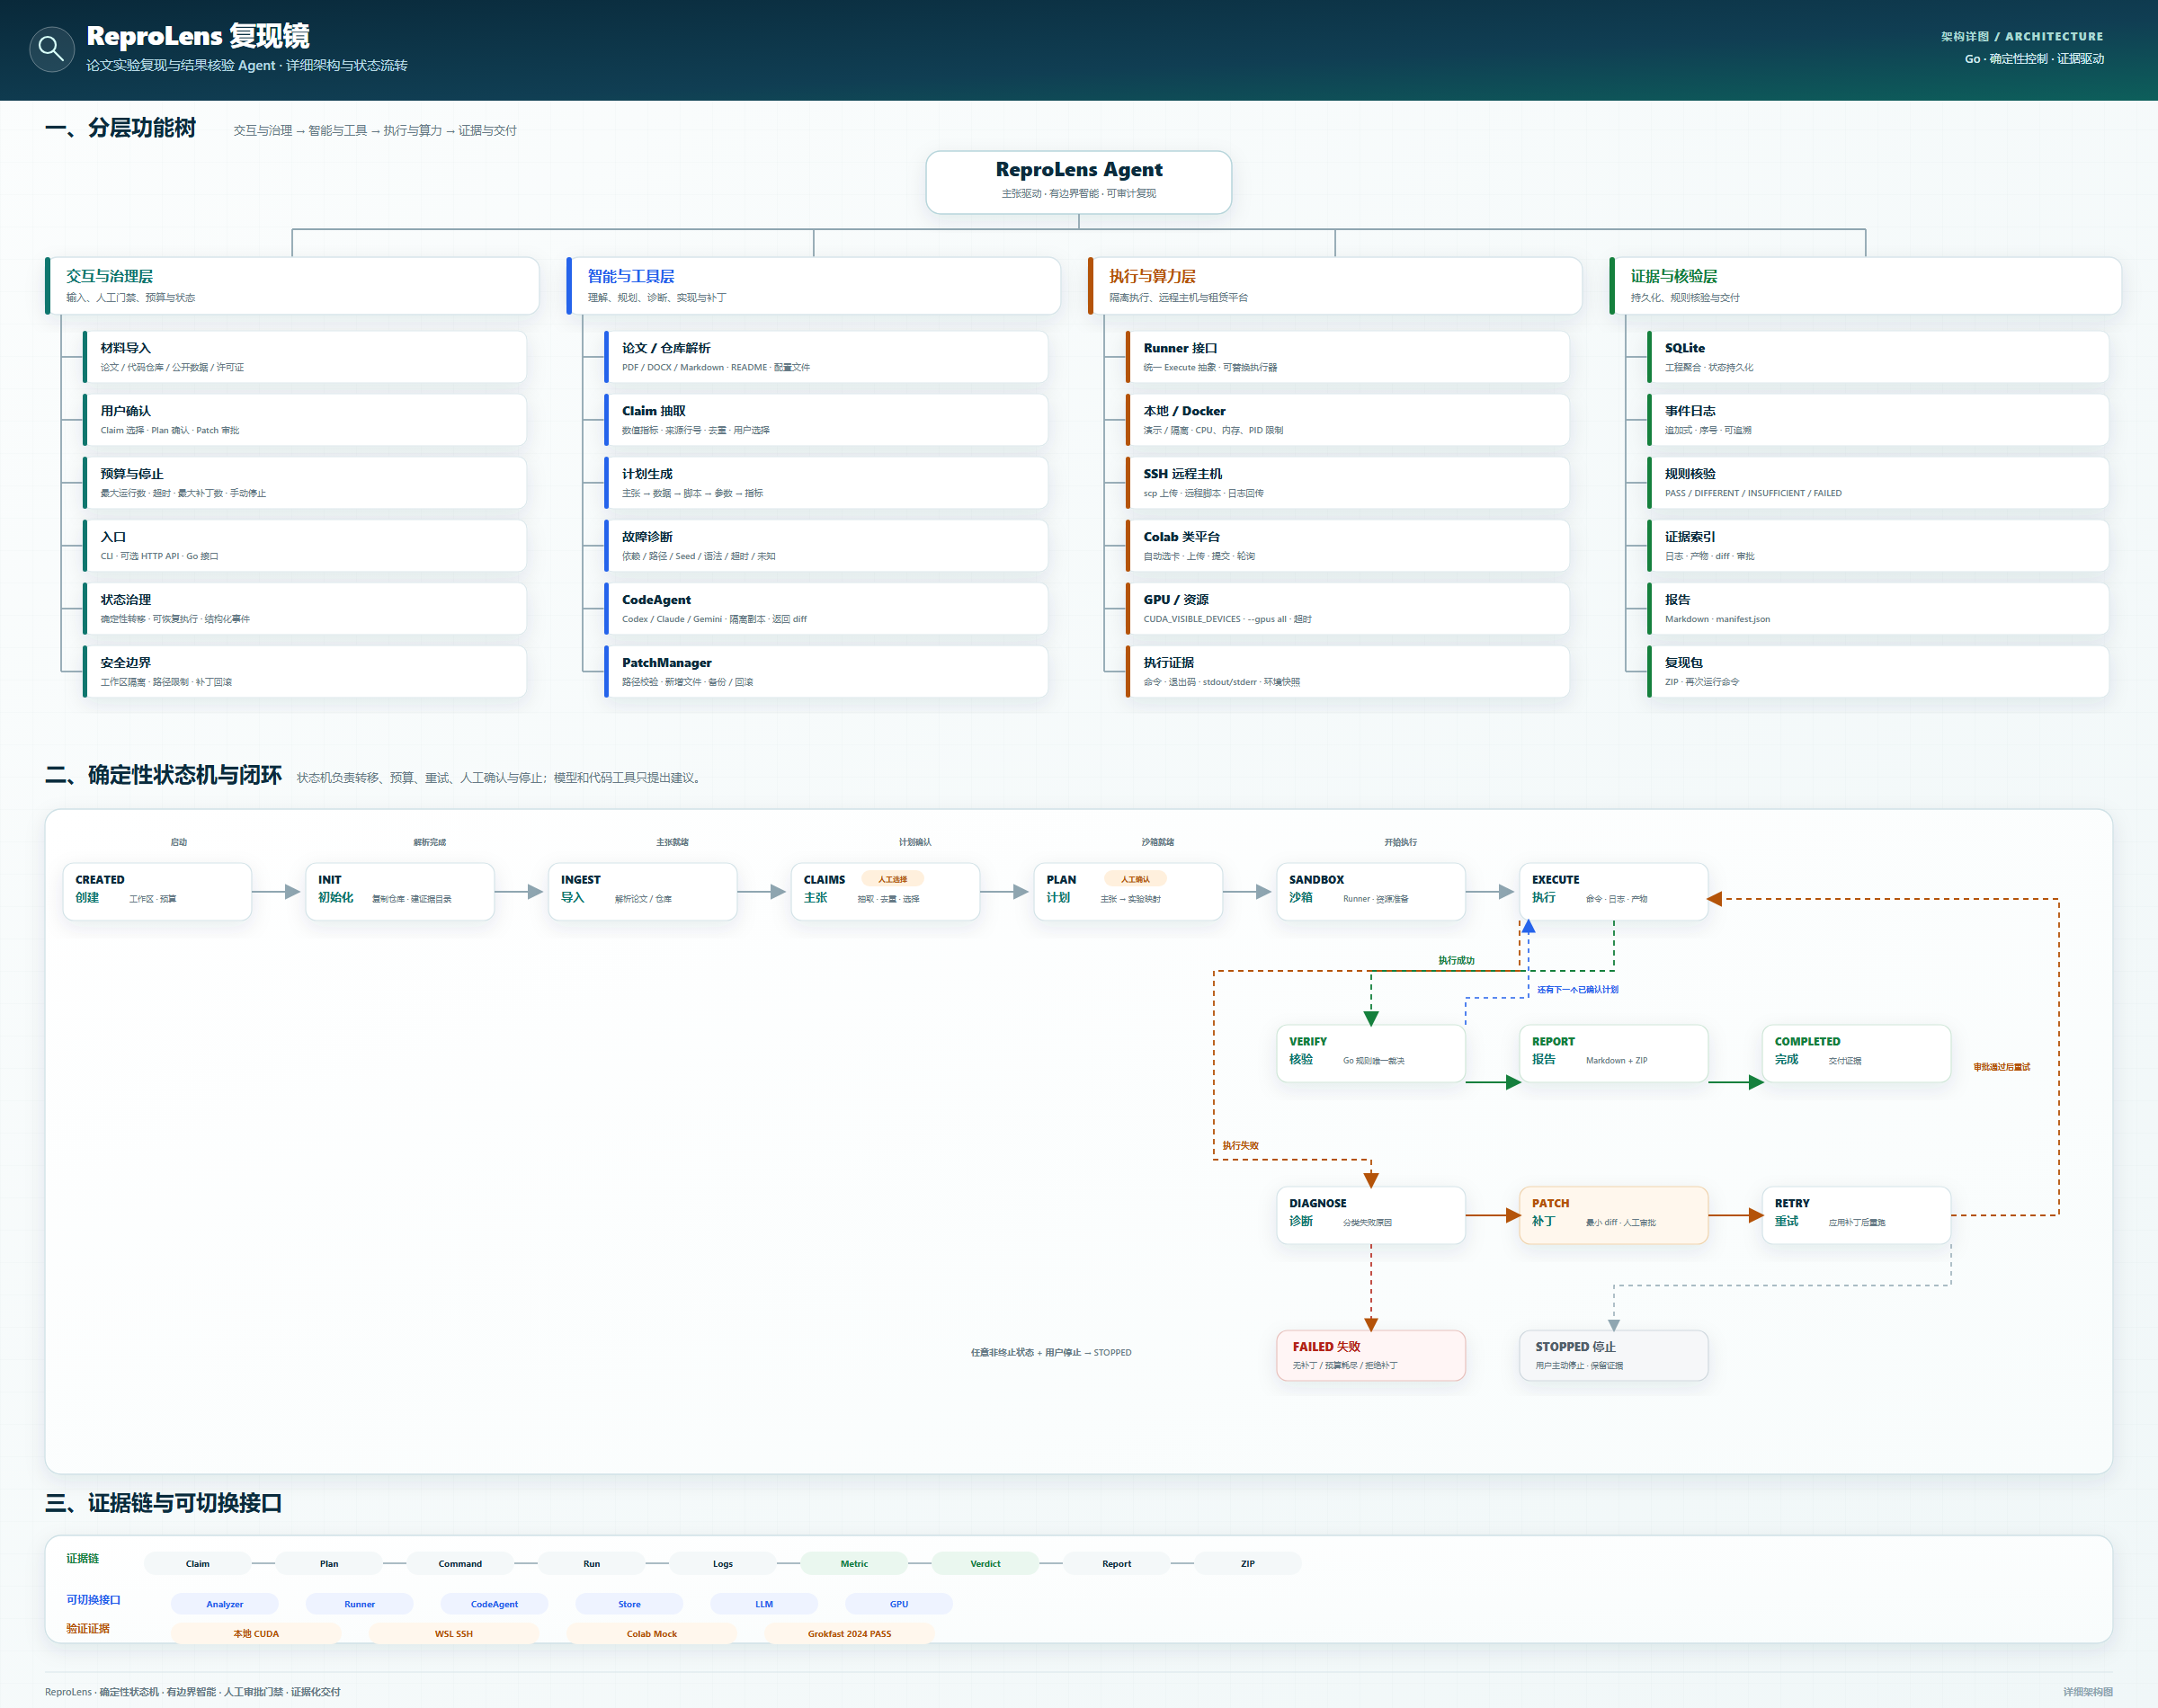 ReproLens 复现镜
论文实验复现与结果核验 Agent · 详细架构与状态流转
架构详图 / ARCHITECTURE
Go · 确定性控制 · 证据驱动
一、分层功能树
交互与治理 → 智能与工具 → 执行与算力 → 证据与交付
ReproLens Agent
主张驱动 · 有边界智能 · 可审计复现
交互与治理层
输入、人工门禁、预算与状态
材料导入
论文 / 代码仓库 / 公开数据 / 许可证
用户确认
Claim 选择 · Plan 确认 · Patch 审批
预算与停止
最大运行数 · 超时 · 最大补丁数 · 手动停止
入口
CLI · 可选 HTTP API · Go 接口
状态治理
确定性转移 · 可恢复执行 · 结构化事件
安全边界
工作区隔离 · 路径限制 · 补丁回滚
智能与工具层
理解、规划、诊断、实现与补丁
论文 / 仓库解析
PDF / DOCX / Markdown · README · 配置文件
Claim 抽取
数值指标 · 来源行号 · 去重 · 用户选择
计划生成
主张 → 数据 → 脚本 → 参数 → 指标
故障诊断
依赖 / 路径 / Seed / 语法 / 超时 / 未知
CodeAgent
Codex / Claude / Gemini · 隔离副本 · 返回 diff
PatchManager
路径校验 · 新增文件 · 备份 / 回滚
执行与算力层
隔离执行、远程主机与租赁平台
Runner 接口
统一 Execute 抽象 · 可替换执行器
本地 / Docker
演示 / 隔离 · CPU、内存、PID 限制
SSH 远程主机
scp 上传 · 远程脚本 · 日志回传
Colab 类平台
自动选卡 · 上传 · 提交 · 轮询
GPU / 资源
CUDA_VISIBLE_DEVICES · --gpus all · 超时
执行证据
命令 · 退出码 · stdout/stderr · 环境快照
证据与核验层
持久化、规则核验与交付
SQLite
工程聚合 · 状态持久化
事件日志
追加式 · 序号 · 可追溯
规则核验
PASS / DIFFERENT / INSUFFICIENT / FAILED
证据索引
日志 · 产物 · diff · 审批
报告
Markdown · manifest.json
复现包
ZIP · 再次运行命令
二、确定性状态机与闭环
状态机负责转移、预算、重试、人工确认与停止；模型和代码工具只提出建议。
启动
解析完成
主张就绪
计划确认
沙箱就绪
开始执行
CREATED
创建 工作区 · 预算
INIT
初始化 复制仓库 · 建证据目录
INGEST
导入 解析论文 / 仓库
CLAIMS 人工选择
主张 抽取 · 去重 · 选择
PLAN 人工确认
计划 主张 → 实验映射
SANDBOX
沙箱 Runner · 资源准备
EXECUTE
执行 命令 · 日志 · 产物
执行成功
还有下一个已确认计划
VERIFY
核验 Go 规则唯一裁决
REPORT
报告 Markdown + ZIP
COMPLETED
完成 交付证据
审批通过后重试
执行失败
DIAGNOSE
诊断 分类失败原因
PATCH
补丁 最小 diff · 人工审批
RETRY
重试 应用补丁后重跑
任意非终止状态 + 用户停止 → STOPPED
FAILED 失败
无补丁 / 预算耗尽 / 拒绝补丁
STOPPED 停止
用户主动停止 · 保留证据
三、证据链与可切换接口
证据链 Claim Plan Command Run Logs Metric Verdict Report ZIP
可切换接口 Analyzer Runner CodeAgent Store LLM GPU
验证证据 本地 CUDA WSL SSH Colab Mock Grokfast 2024 PASS
ReproLens · 确定性状态机 · 有边界智能 · 人工审批门禁 · 证据化交付
详细架构图